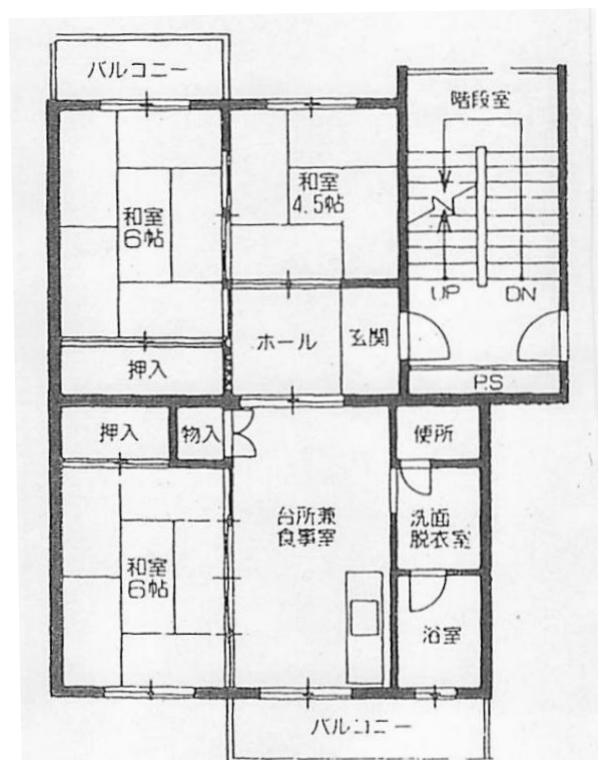 バルコニー
階段室
和室
4.5帖
和室
6帖
UP
DN
ホール
玄関
押入
P.S
押入
物入
便所
台所兼
食事室
洗面
脱衣室
和室
6帖
浴室
バルコニー